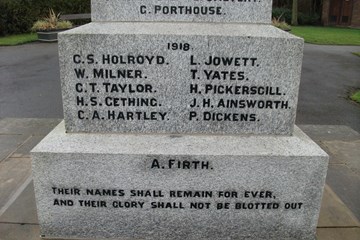 C. PORTHOUSE.
1918.
C. S. HOLROYD. L. JOWETT.
W. MILNER. T. YATES.
C. T. TAYLOR. H. PICKERSGILL.
H. S. GETHING. J. H. AINSWORTH.
C. A. HARTLEY. P. DICKENS.
A. FIRTH.
THEIR NAMES SHALL REMAIN FOR EVER,
AND THEIR GLORY SHALL NOT BE BLOTTED OUT